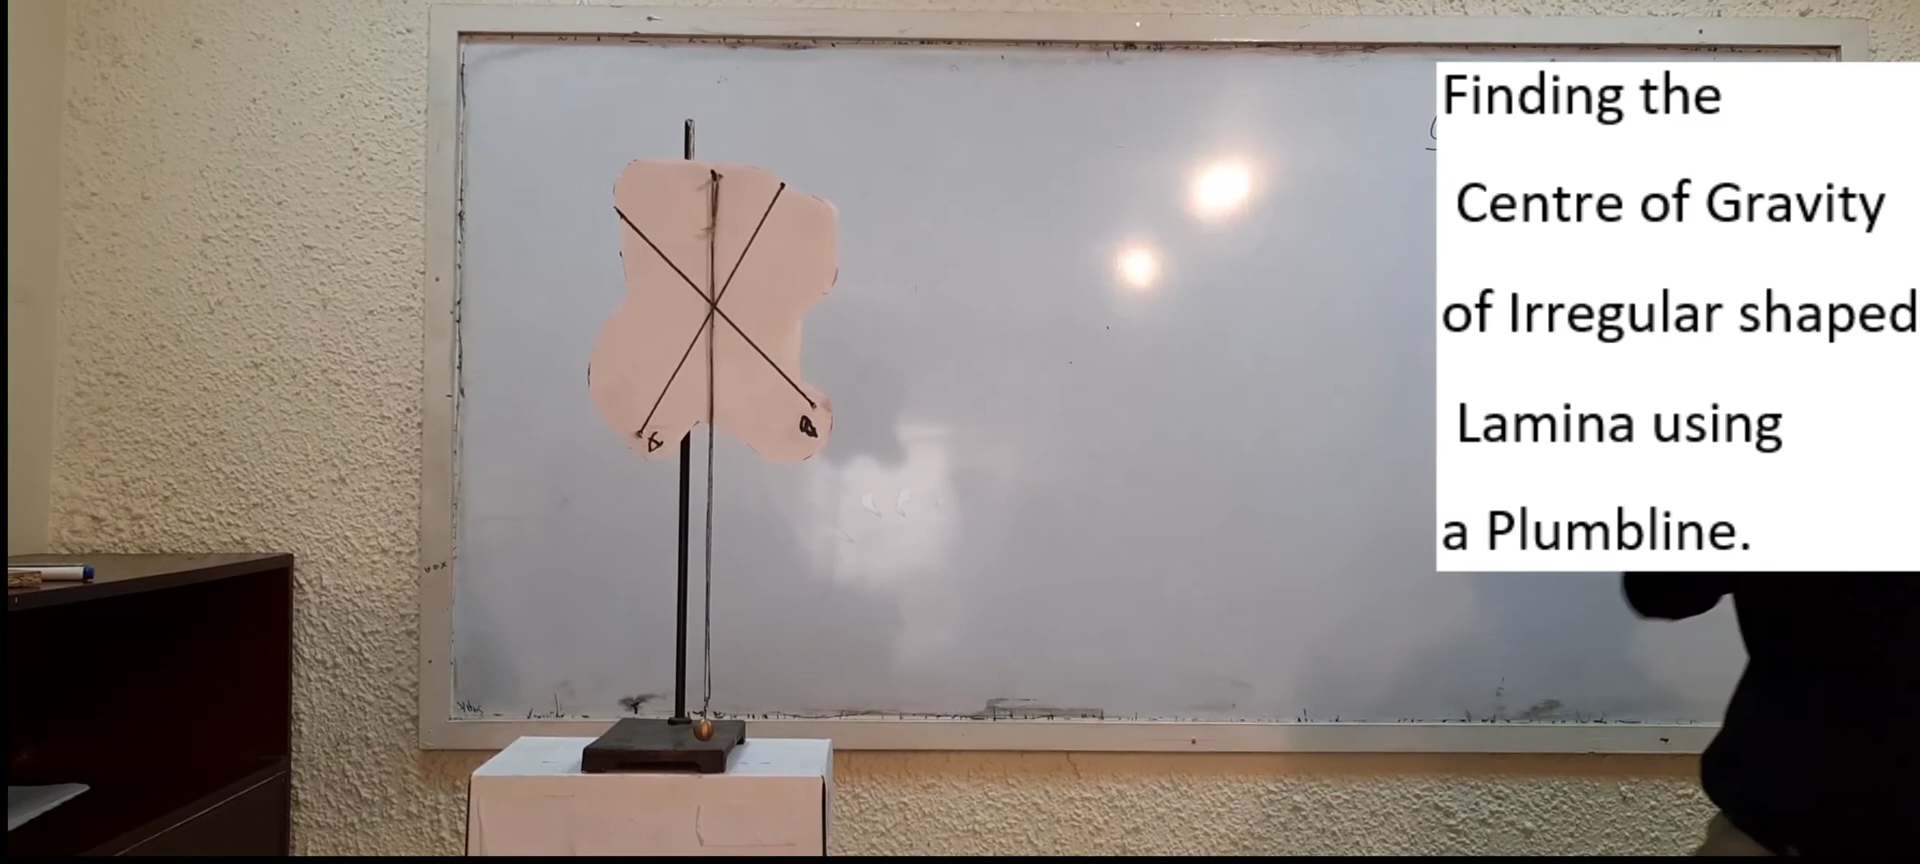 Finding the
Centre of Gravity
of Irregular shaped
Lamina using
a Plumbline.